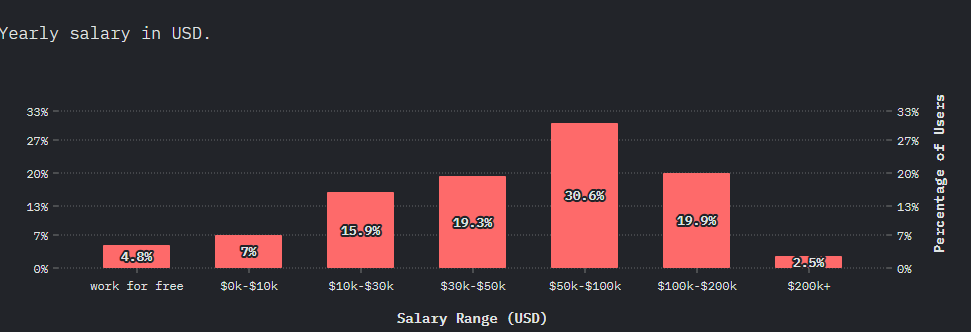 Yearly salary in USD.
33% 33%
27% 27%
20% 20%
13% 13%
7% 7%
0% 0%
4.8% 7% 15.9% 19.3% 30.6% 19.9% 2.5%
work for free $0k-$10k $10k-$30k $30k-$50k $50k-$100k $100k-$200k $200k+
Salary Range (USD)
Percentage of Users